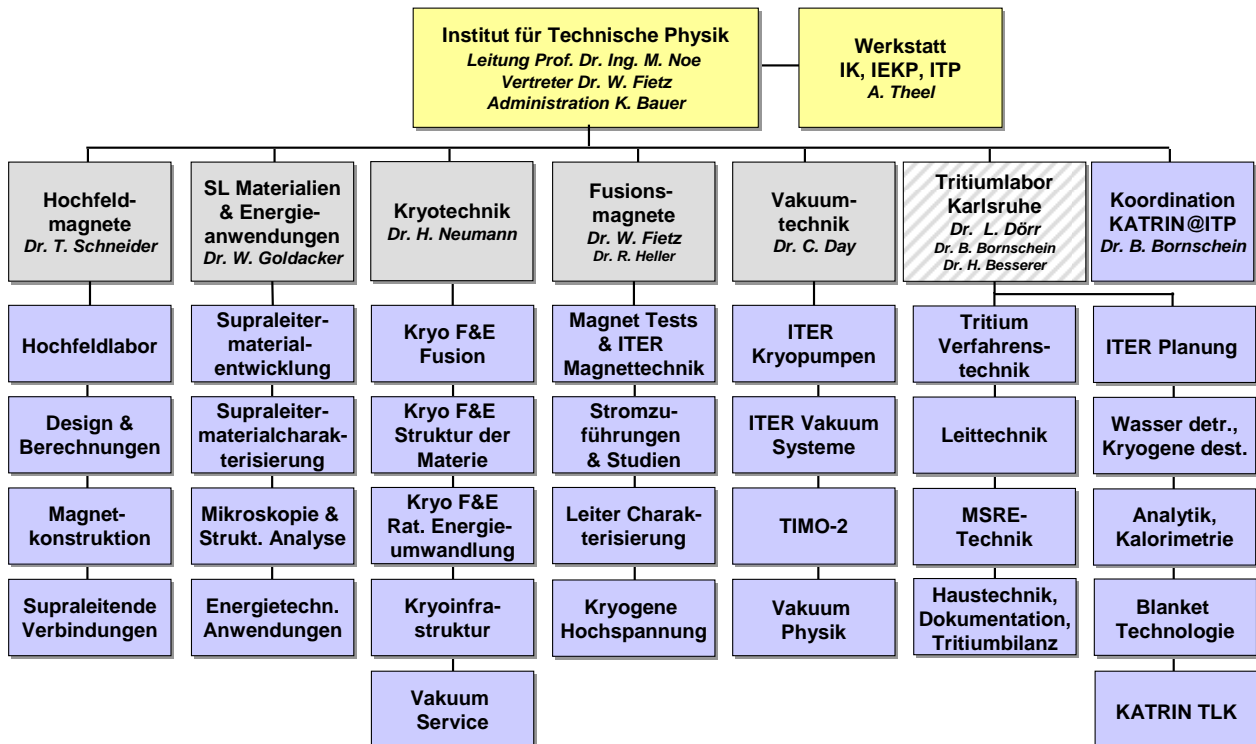 Institut für Technische Physik
Leitung Prof. Dr. Ing. M. Noe
Vertreter Dr. W. Fietz
Administration K. Bauer
Werkstatt
IK, IEKP, ITP
A. Theel
Hochfeld-
magnete
Dr. T. Schneider
SL Materialien
& Energie-
anwendungen
Dr. W. Goldacker
Kryotechnik
Dr. H. Neumann
Fusions-
magnete
Dr. W. Fietz
Dr. R. Heller
Vakuum-
technik
Dr. C. Day
Tritiumlabor
Karlsruhe
Dr. L. Dörr
Dr. B. Bornschein
Dr. H. Besserer
Koordination
KATRIN@ITP
Dr. B. Bornschein
Hochfeldlabor
Supraleiter-
material-
entwicklung
Kryo F&E
Fusion
Magnet Tests
& ITER
Magnettechnik
ITER
Kryopumpen
Tritium
Verfahrens-
technik
ITER Planung
Design &
Berechnungen
Supraleiter-
materialcharak-
terisierung
Kryo F&E
Struktur der
Materie
Stromzu-
führungen
& Studien
ITER Vakuum
Systeme
Leittechnik
Wasser detr.,
Kryogene dest.
Magnet-
konstruktion
Mikroskopie &
Strukt. Analyse
Kryo F&E
Rat. Energie-
umwandlung
Leiter Charak-
terisierung
TIMO-2
MSRE-
Technik
Analytik,
Kalorimetrie
Supraleitende
Verbindungen
Energietechn.
Anwendungen
Kryoinfra-
struktur
Kryogene
Hochspannung
Vakuum
Physik
Haustechnik,
Dokumentation,
Tritiumbilanz
Blanket
Technologie
Vakuum
Service
KATRIN TLK